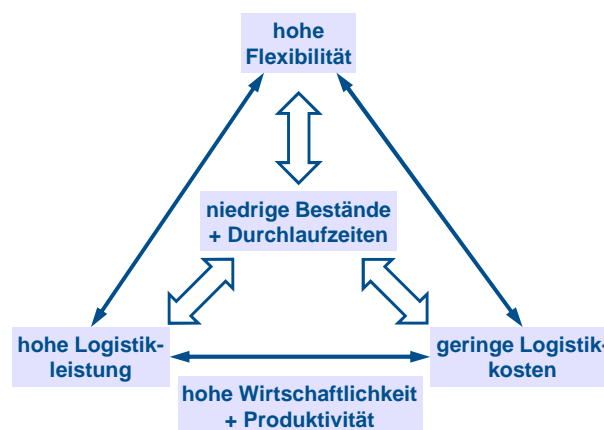 hohe
Flexibilität
niedrige Bestände
+ Durchlaufzeiten
hohe Logistik-
leistung
geringe Logistik-
kosten
hohe Wirtschaftlichkeit
+ Produktivität